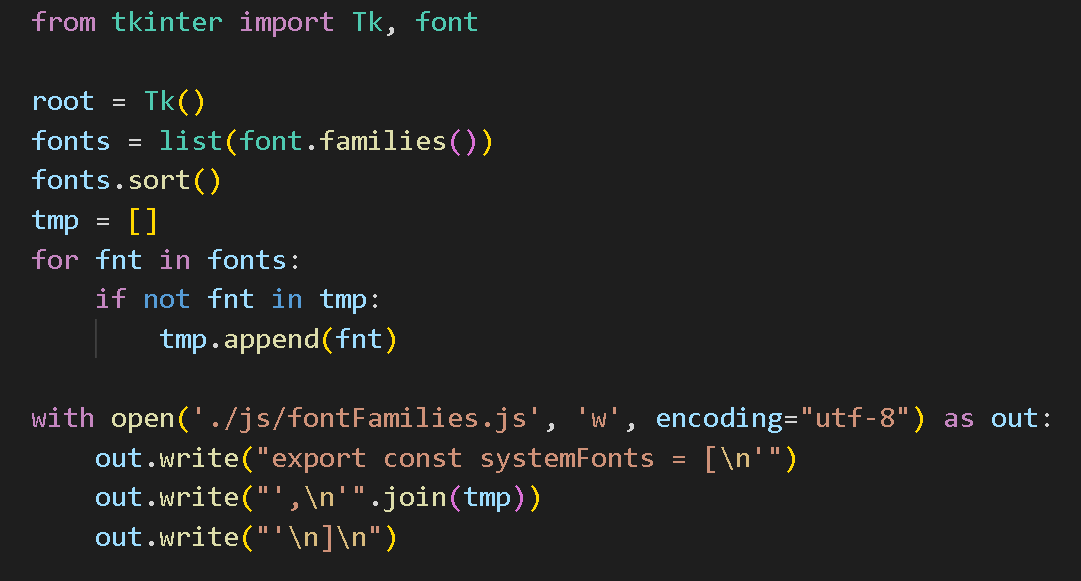 from tkinter import Tk, font

root = Tk()
fonts = list(font.families())
fonts.sort()
tmp = []
for fnt in fonts:
    if not fnt in tmp:
        tmp.append(fnt)

with open('./js/fontFamilies.js', 'w', encoding="utf-8") as out:
    out.write("export const systemFonts = [\n'")
    out.write("',\n'".join(tmp))
    out.write("'\n]\n")